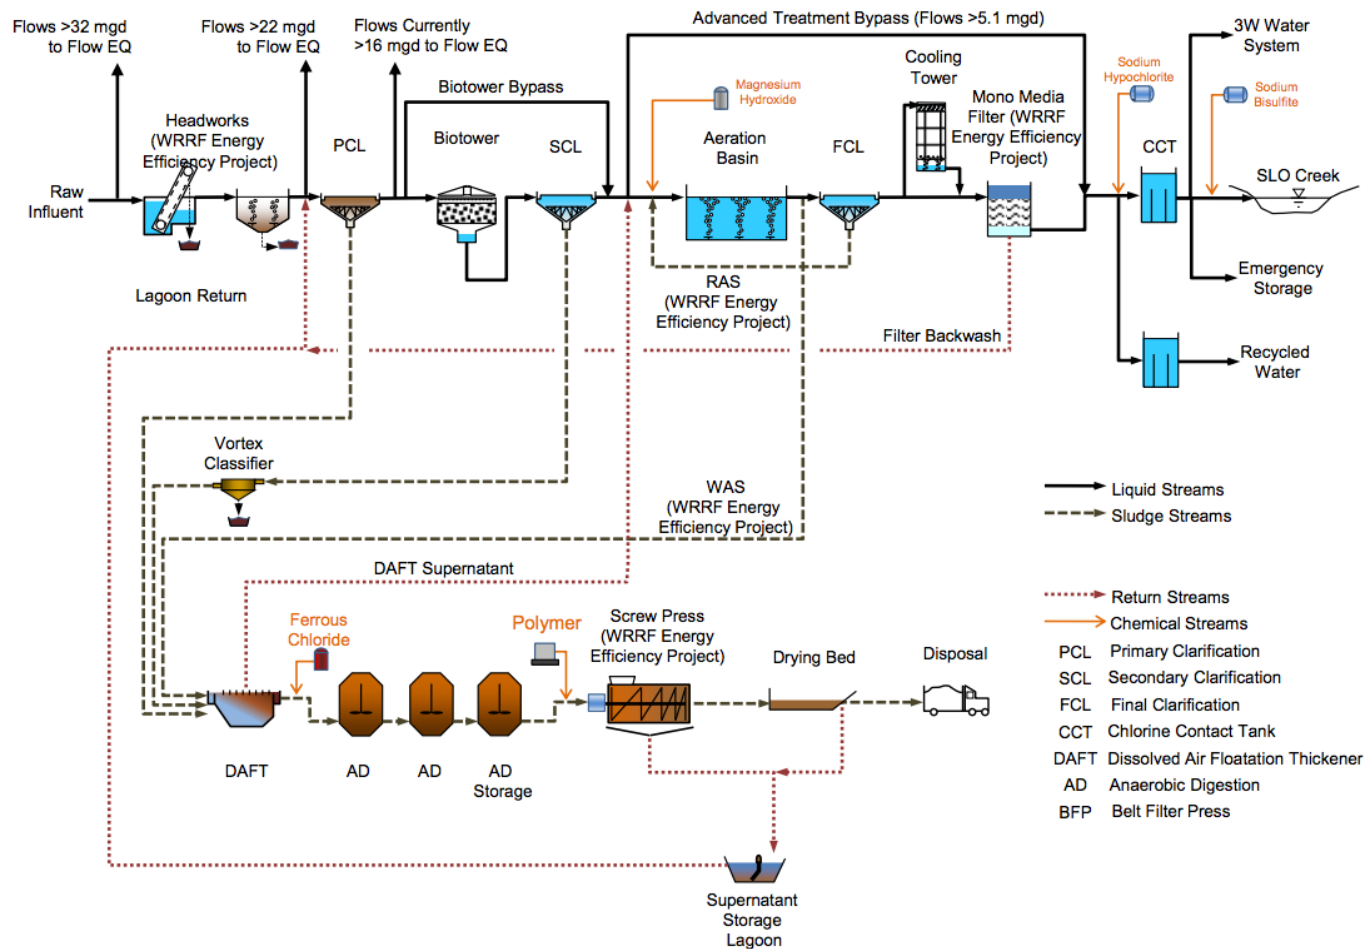 Flows >32 mgd
to Flow EQ
Flows >22 mgd
to Flow EQ
Flows Currently
>16 mgd to Flow EQ
Advanced Treatment Bypass (Flows >5.1 mgd)
3W Water
System
Cooling
Tower
Sodium
Hypochlorite
Sodium
Bisulfite
Magnesium
Hydroxide
Biotower Bypass
Mono Media
Filter (WRRF
Energy Efficiency
Project)
Headworks
(WRRF Energy
Efficiency Project)
PCL
Biotower
SCL
Aeration
Basin
FCL
CCT
SLO Creek
Raw
Influent
Lagoon Return
RAS
(WRRF Energy
Efficiency Project)
Filter Backwash
Emergency
Storage
Recycled
Water
Vortex
Classifier
WAS
(WRRF Energy
Efficiency Project)
DAFT Supernatant
Liquid Streams
Sludge Streams
Return Streams
Chemical Streams
PCL Primary Clarification
SCL Secondary Clarification
FCL Final Clarification
CCT Chlorine Contact Tank
DAFT Dissolved Air Floatation Thickener
AD Anaerobic Digestion
BFP Belt Filter Press
Ferrous
Chloride
Polymer
Screw Press
(WRRF Energy
Efficiency Project)
Drying Bed
Disposal
DAFT
AD
AD
AD
Storage
Supernatant
Storage
Lagoon